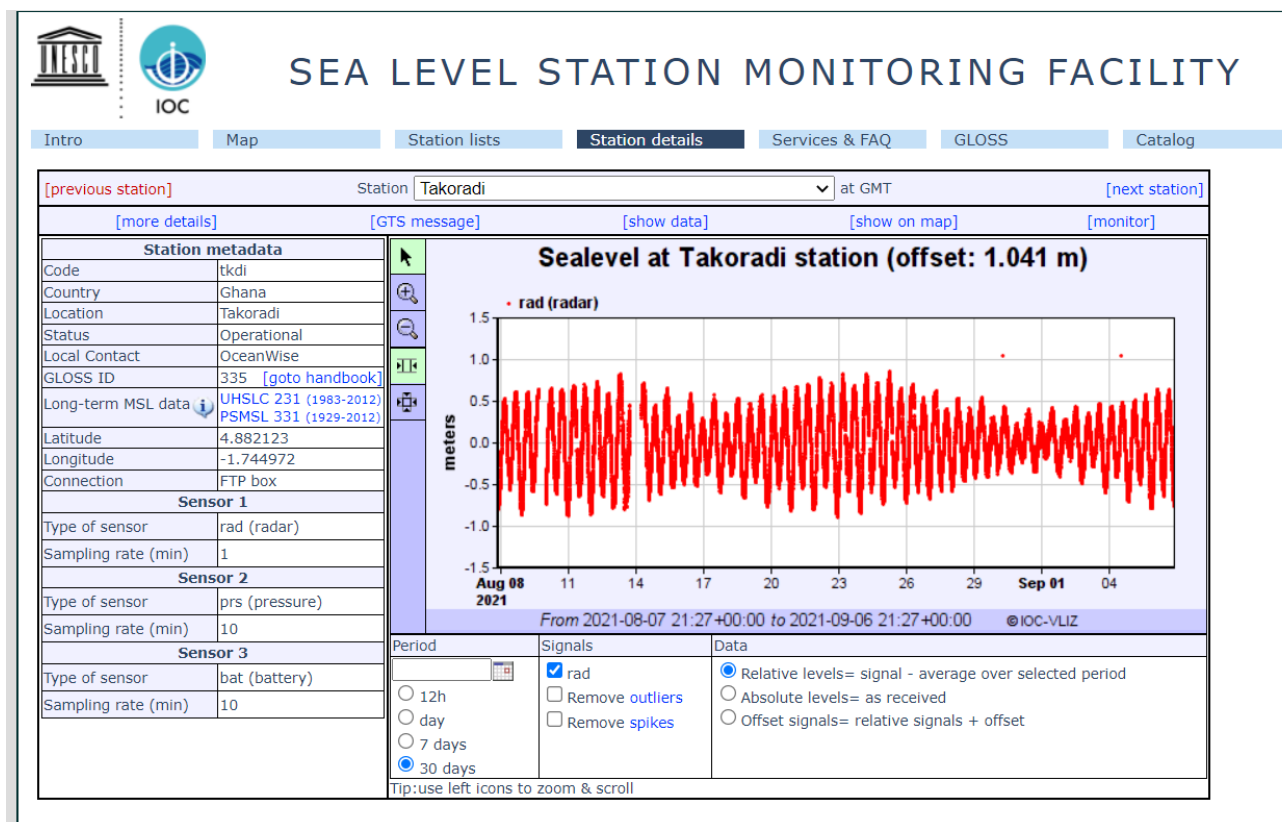 UNESCO
IOC
SEA LEVEL STATION MONITORING FACILITY
Intro Map Station lists Station details Services & FAQ GLOSS Catalog
[previous station] Station Takoradi at GMT [next station]
[more details] [GTS message] [show data] [show on map] [monitor]
Station metadata
Code tkdi
Country Ghana
Location Takoradi
Status Operational
Local Contact OceanWise
GLOSS ID 335 [goto handbook]
Long-term MSL data i UHSLC 231 (1983-2012)
PSMSL 331 (1929-2012)
Latitude 4.882123
Longitude -1.744972
Connection FTP box
Sensor 1
Type of sensor rad (radar)
Sampling rate (min) 1
Sensor 2
Type of sensor prs (pressure)
Sampling rate (min) 10
Sensor 3
Type of sensor bat (battery)
Sampling rate (min) 10
Sealevel at Takoradi station (offset: 1.041 m)
rad (radar)
meters
1.5
1.0
0.5
0.0
-0.5
-1.0
-1.5
Aug 08 11 14 17 20 23 26 29 Sep 01 04
2021
From 2021-08-07 21:27+00:00 to 2021-09-06 21:27+00:00 ©IOC-VLIZ
Period Signals Data
12h
day
7 days
30 days
rad
Remove outliers
Remove spikes
Relative levels= signal - average over selected period
Absolute levels= as received
Offset signals= relative signals + offset
Tip:use left icons to zoom & scroll